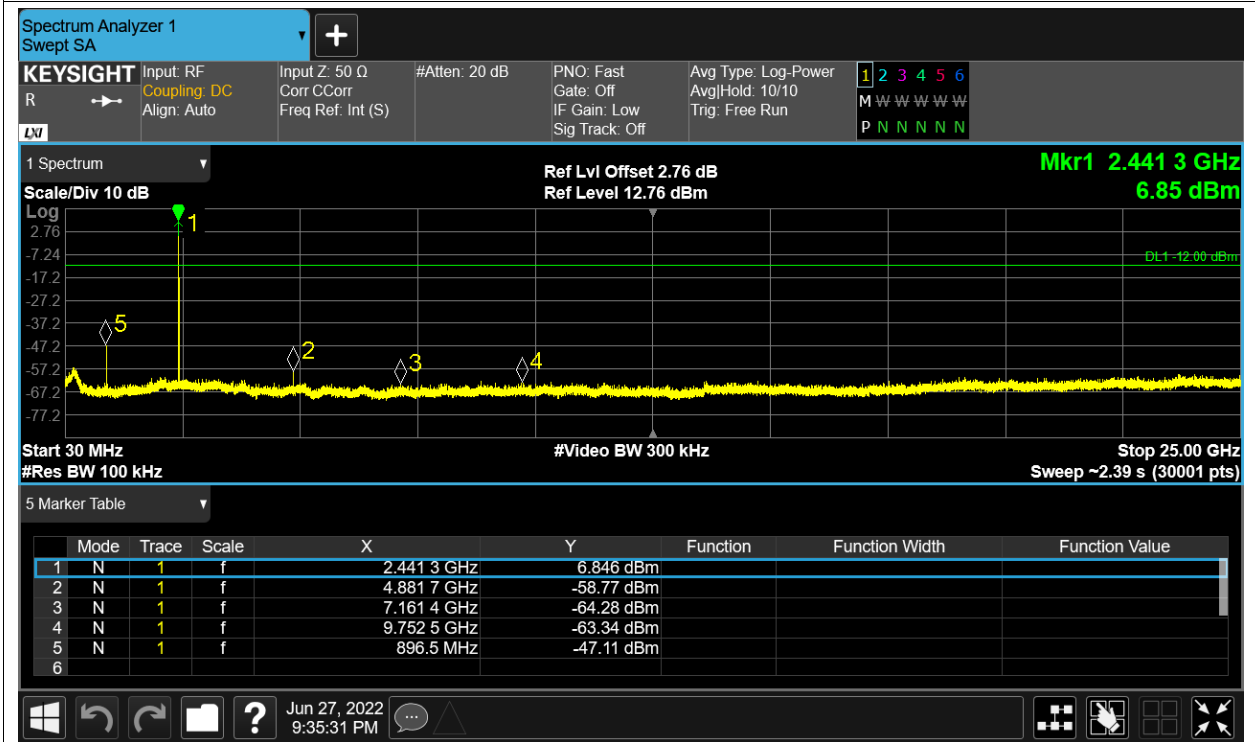 Spectrum Analyzer 1
Swept SA
+
KEYSIGHT
R
LXI
Input: RF
Coupling: DC
Align: Auto
Input Z: 50 Ω
Corr CCorr
Freq Ref: Int (S)
#Atten: 20 dB
PNO: Fast
Gate: Off
IF Gain: Low
Sig Track: Off
Avg Type: Log-Power
Avg|Hold: 10/10
Trig: Free Run
1 2 3 4 5 6
M W W W W W
P N N N N N
1 Spectrum
Scale/Div 10 dB
Ref Lvl Offset 2.76 dB
Ref Level 12.76 dBm
Mkr1 2.441 3 GHz
6.85 dBm
Log
2.76
-7.24
-17.2
-27.2
-37.2
-47.2
-57.2
-67.2
-77.2
DL1 -12.00 dBm
1
5
2
3
4
Start 30 MHz
#Res BW 100 kHz
#Video BW 300 kHz
Stop 25.00 GHz
Sweep ~2.39 s (30001 pts)
5 Marker Table
Mode Trace Scale X Y Function Function Width Function Value
1 N 1 f 2.441 3 GHz 6.846 dBm
2 N 1 f 4.881 7 GHz -58.77 dBm
3 N 1 f 7.161 4 GHz -64.28 dBm
4 N 1 f 9.752 5 GHz -63.34 dBm
5 N 1 f 896.5 MHz -47.11 dBm
6
?
Jun 27, 2022
9:35:31 PM